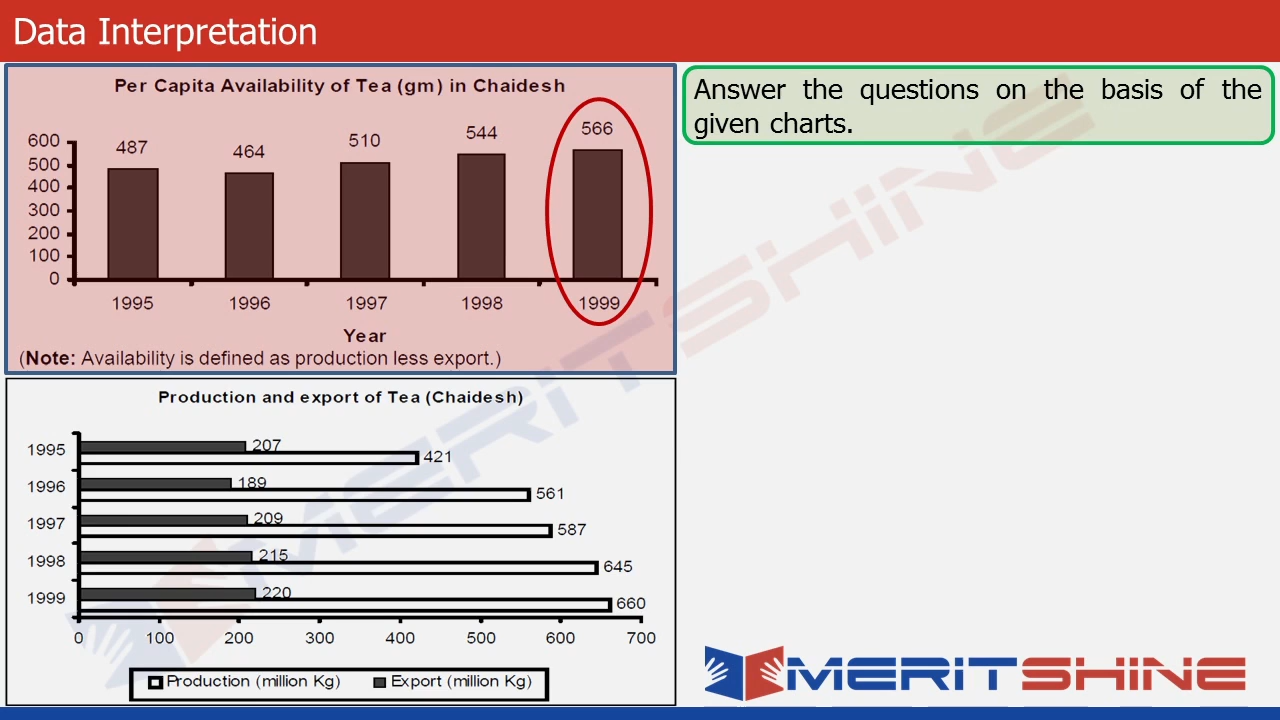 Data Interpretation
Per Capita Availability of Tea (gm) in Chaidesh
600
500
400
300
200
100
0
487
464
510
544
566
1995
1996
1997
1998
1999
Year
(Note: Availability is defined as production less export.)
Answer the questions on the basis of the
given charts.
Production and export of Tea (Chaidesh)
1995
207
421
1996
189
561
1997
209
587
1998
215
645
1999
220
660
0 100 200 300 400 500 600 700
Production (million Kg) Export (million Kg)
MERiTSHINE
MERiTSHiNE